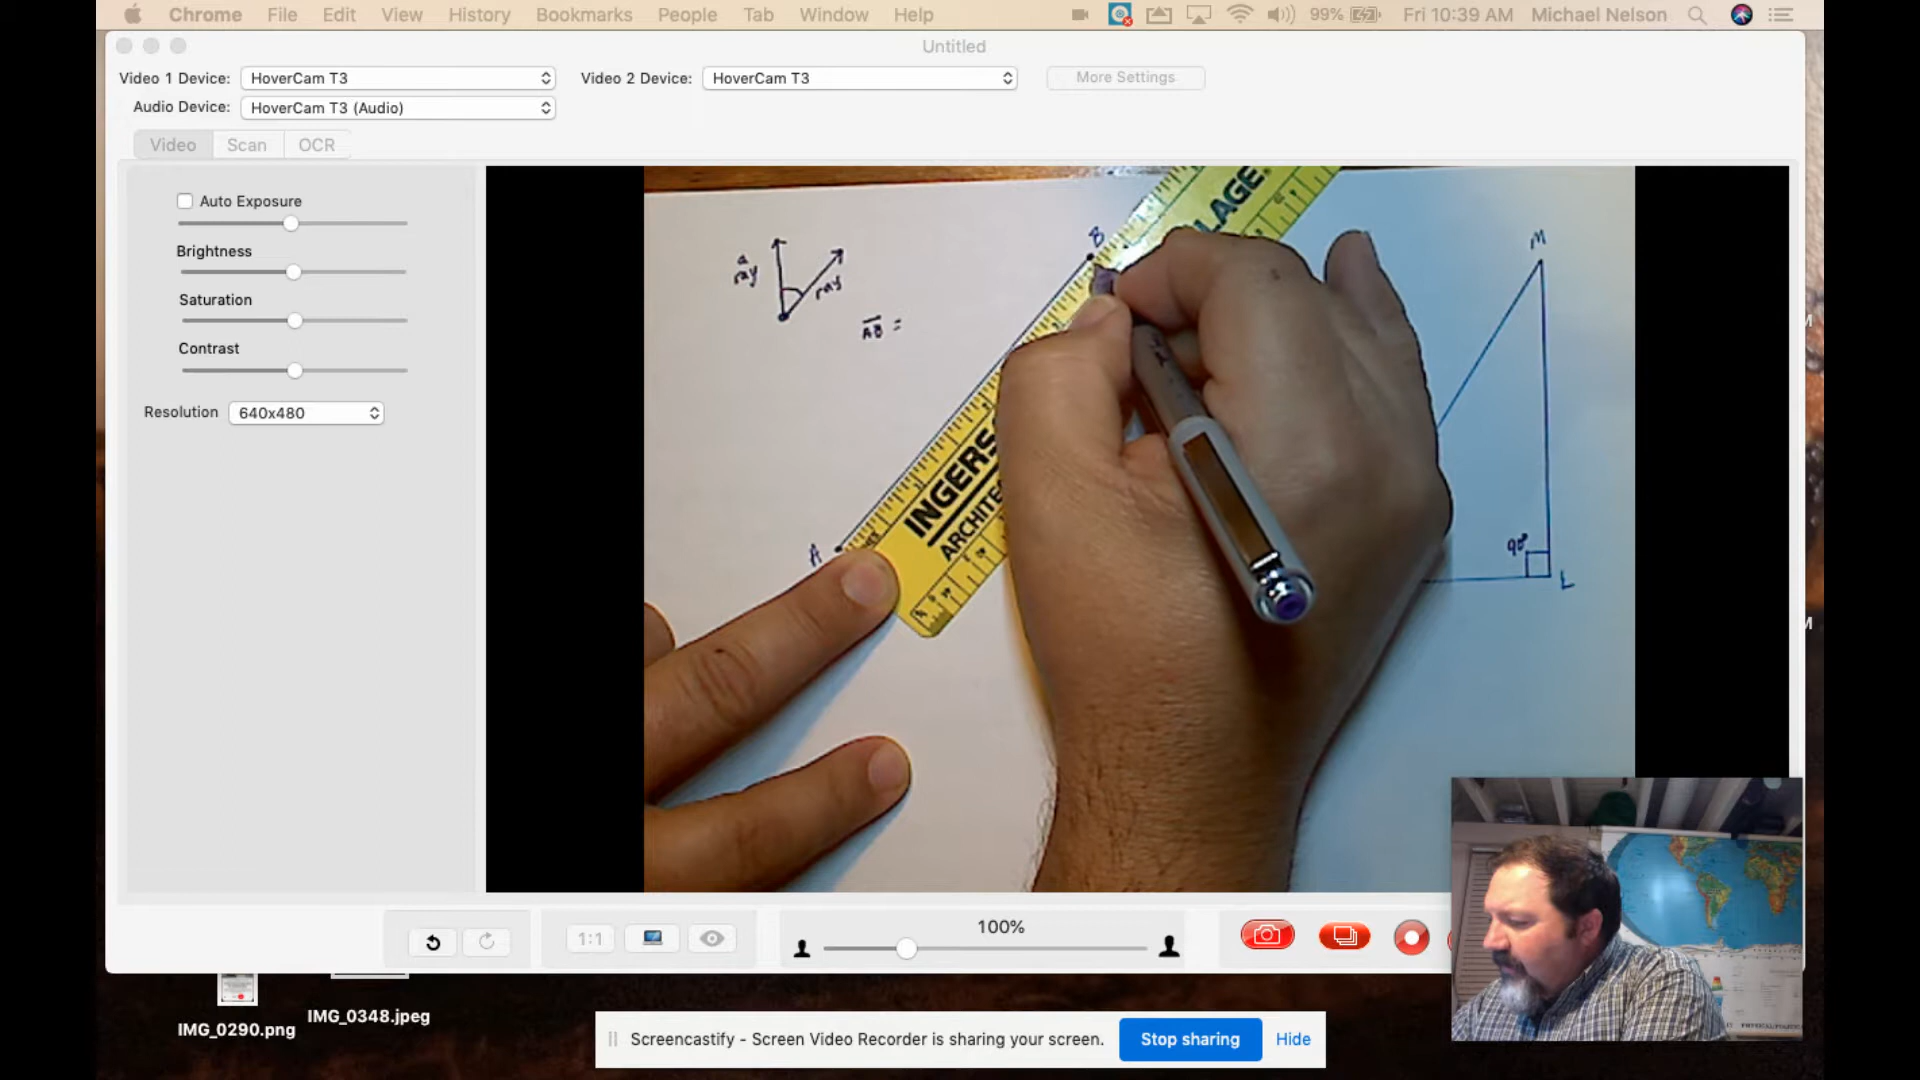 Chrome File Edit View History Bookmarks People Tab Window Help 99% Fri 10:39 AM Michael Nelson
Untitled
Video 1 Device: HoverCam T3 Video 2 Device: HoverCam T3 More Settings
Audio Device: HoverCam T3 (Audio)
Video Scan OCR
Auto Exposure
Brightness
Saturation
Contrast
Resolution 640x480
a
ray
ray
AB =
B
A
INGERS
ARCHITE
LAGE.
M
90°
L
M
M
100%
1:1
IMG_0290.png
IMG_0348.jpeg
Screencastify - Screen Video Recorder is sharing your screen. Stop sharing Hide